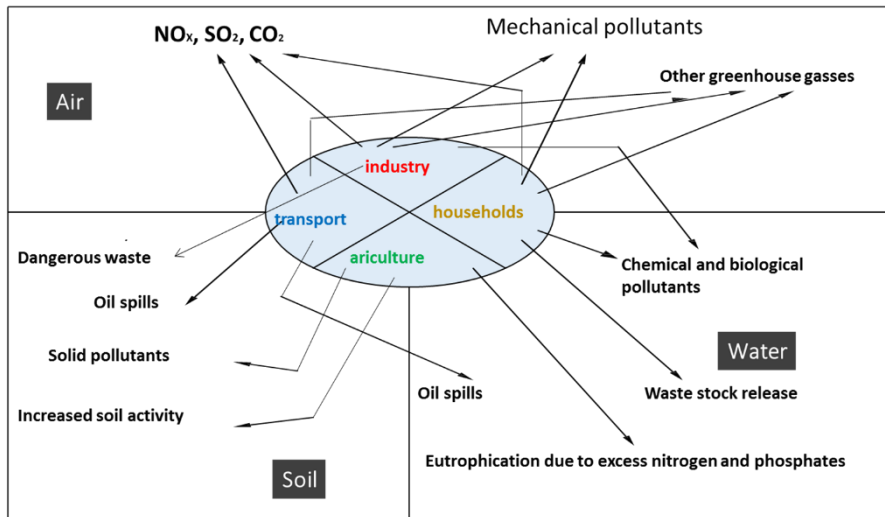 NOx, SO2, CO2
Mechanical pollutants
Other greenhouse gasses
Air
industry
transport
households
ariculture
Dangerous waste
Oil spills
Solid pollutants
Increased soil activity
Soil
Chemical and biological
pollutants
Water
Oil spills
Waste stock release
Eutrophication due to excess nitrogen and phosphates